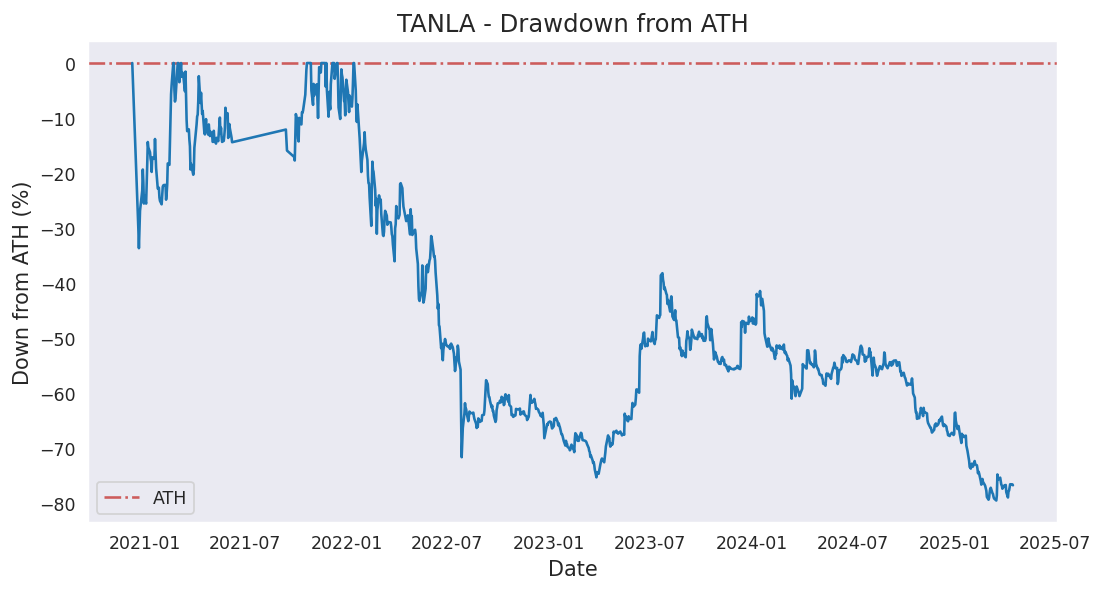 TANLA - Drawdown from ATH
Down from ATH (%)
0
−10
−20
−30
−40
−50
−60
−70
−80
ATH
2021-01 2021-07 2022-01 2022-07 2023-01 2023-07 2024-01 2024-07 2025-01 2025-07
Date